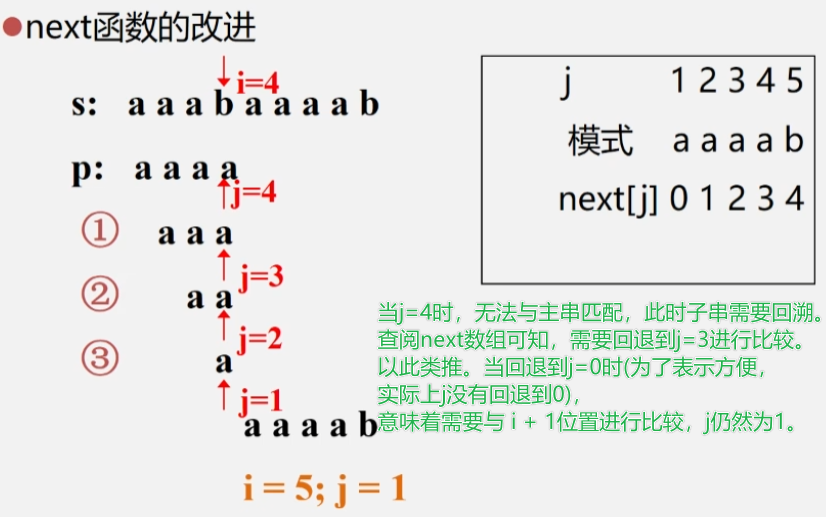 ●next函数的改进
i=4
s: a a a b a a a a b
p: a a a a
j=4
① a a a
j=3
② a a
j=2
③ a
j=1
a a a a b
i = 5; j = 1
j 1 2 3 4 5
模式 a a a a b
next[j] 0 1 2 3 4
当j=4时，无法与主串匹配，此时子串需要回溯。
查阅next数组可知，需要回退到j=3进行比较。
以此类推。当回退到j=0时(为了表示方便，
实际上j没有回退到0)，
意味着需要与 i + 1位置进行比较，j仍然为1。